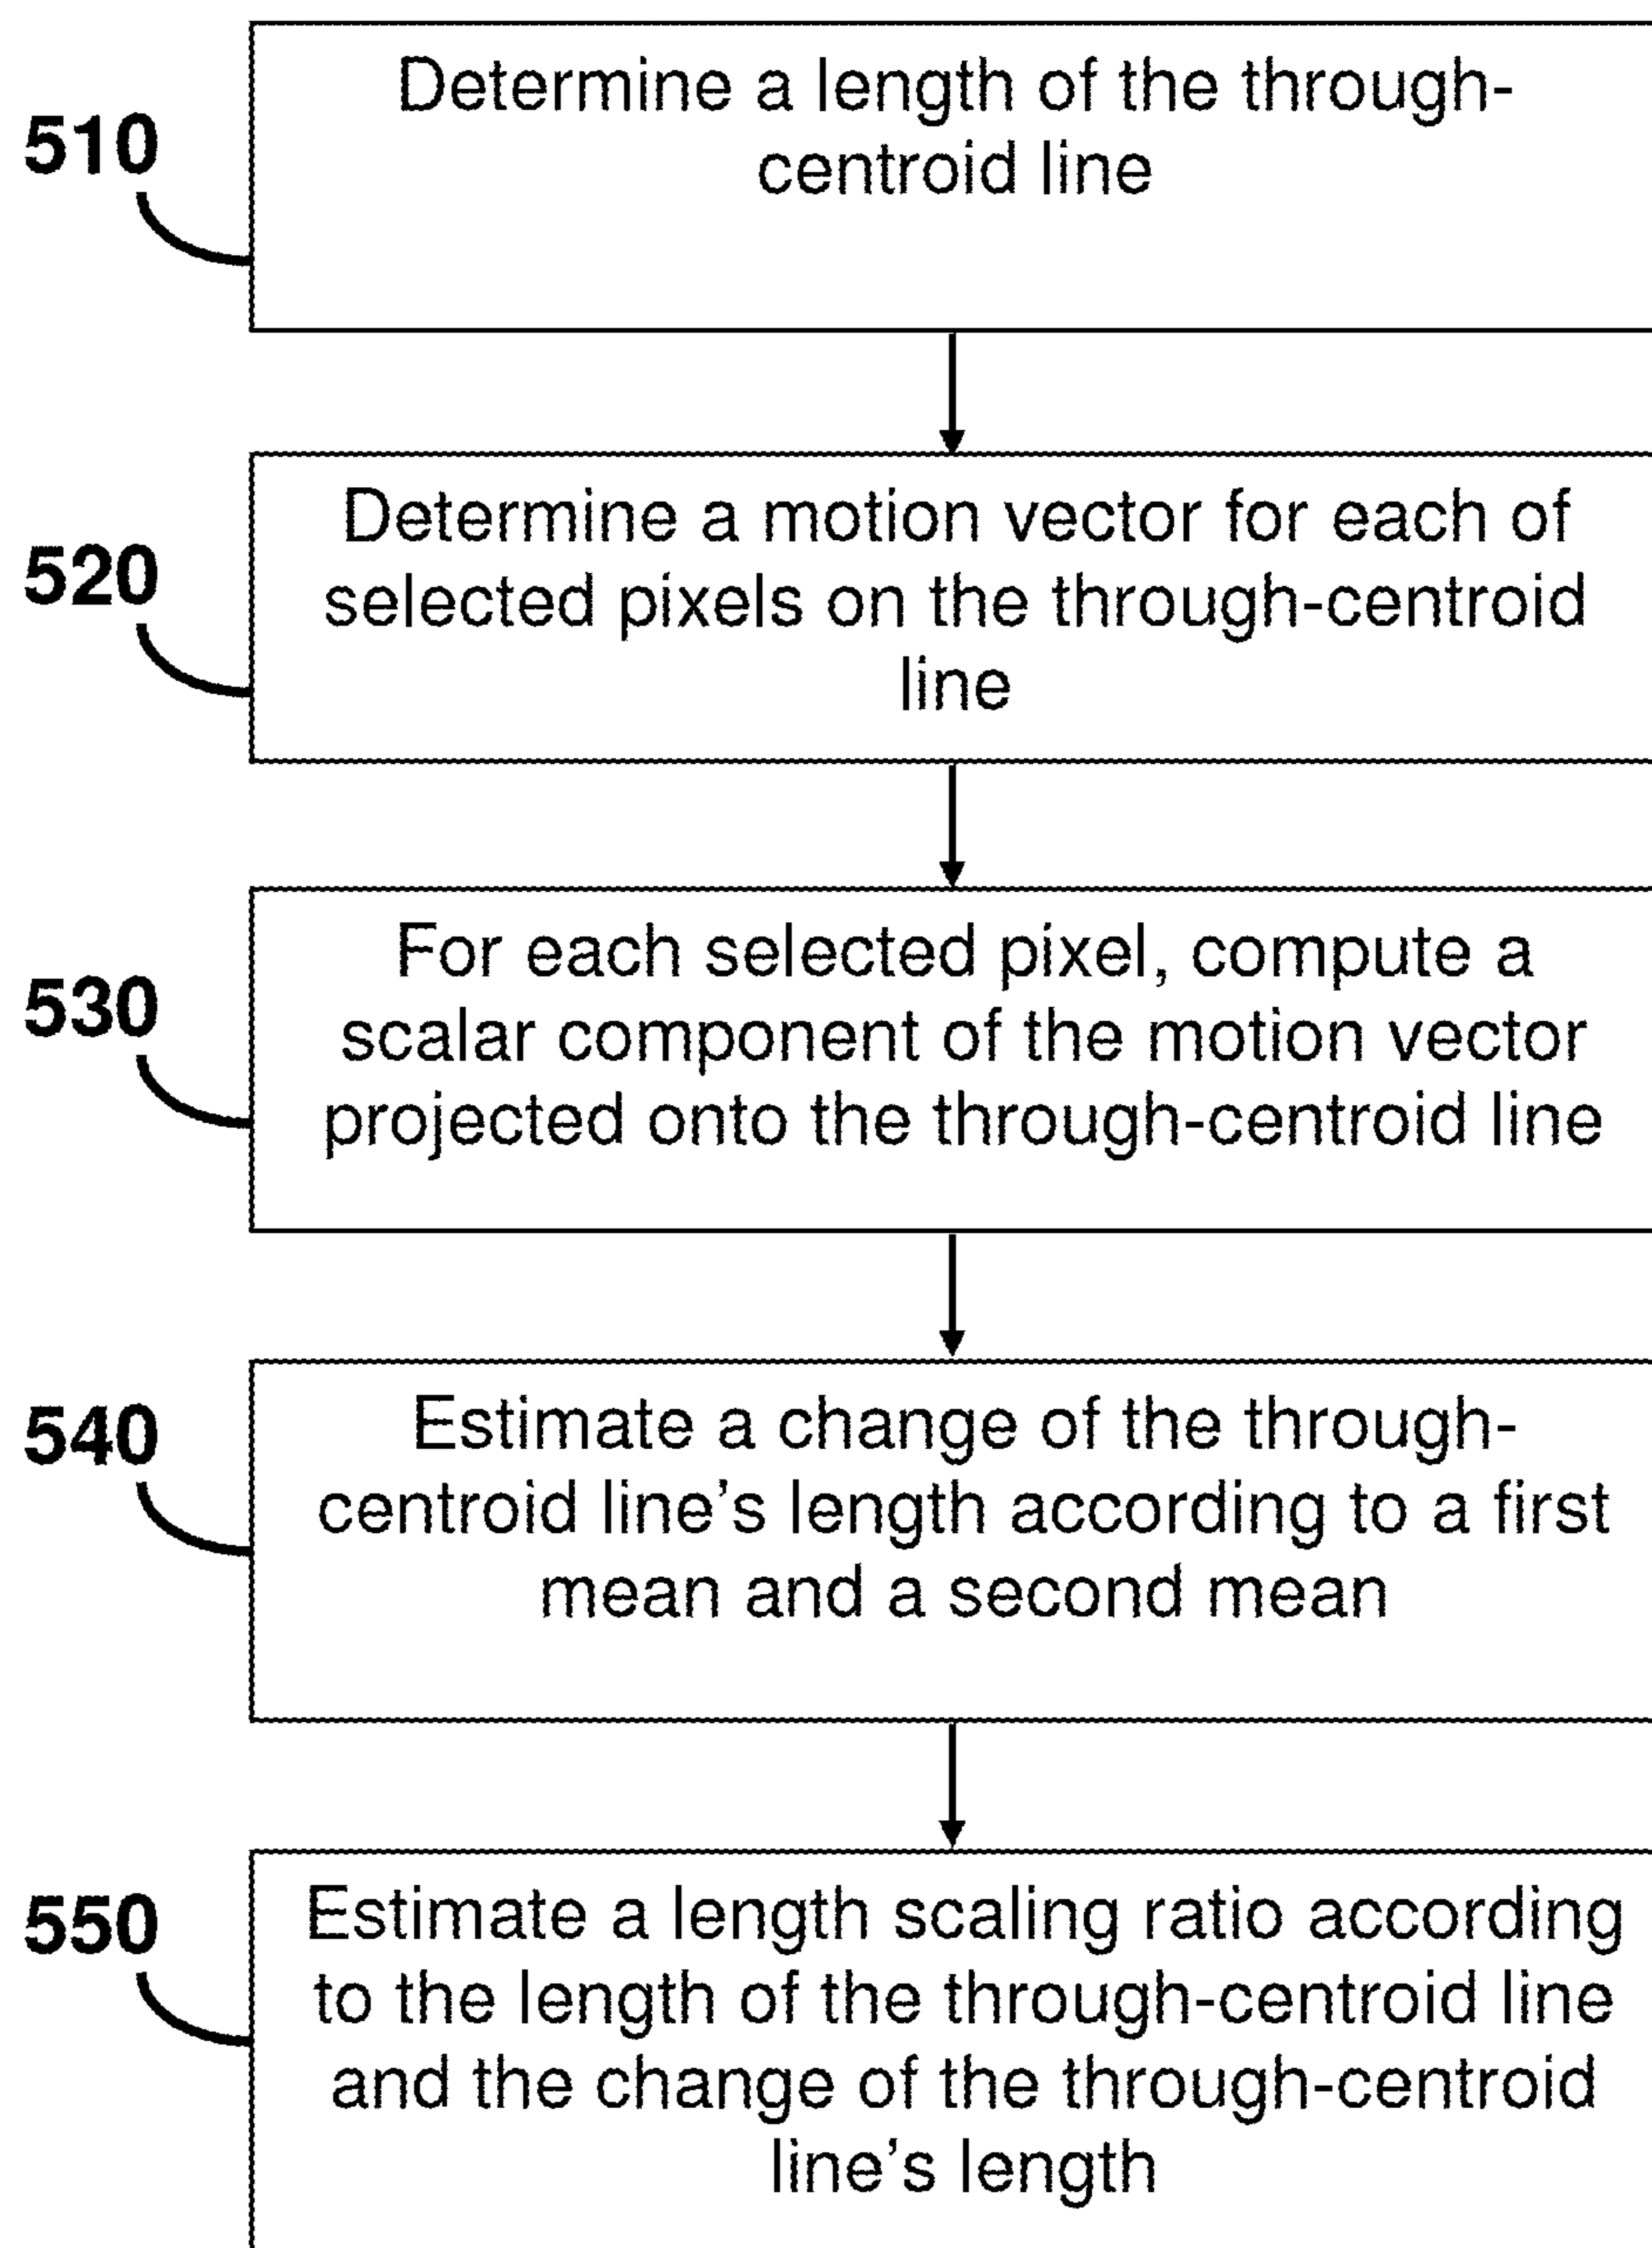 510
Determine a length of the through-
centroid line
520
Determine a motion vector for each of
selected pixels on the through-centroid
line
530
For each selected pixel, compute a
scalar component of the motion vector
projected onto the through-centroid line
540
Estimate a change of the through-
centroid line’s length according to a first
mean and a second mean
550
Estimate a length scaling ratio according
to the length of the through-centroid line
and the change of the through-centroid
line’s length